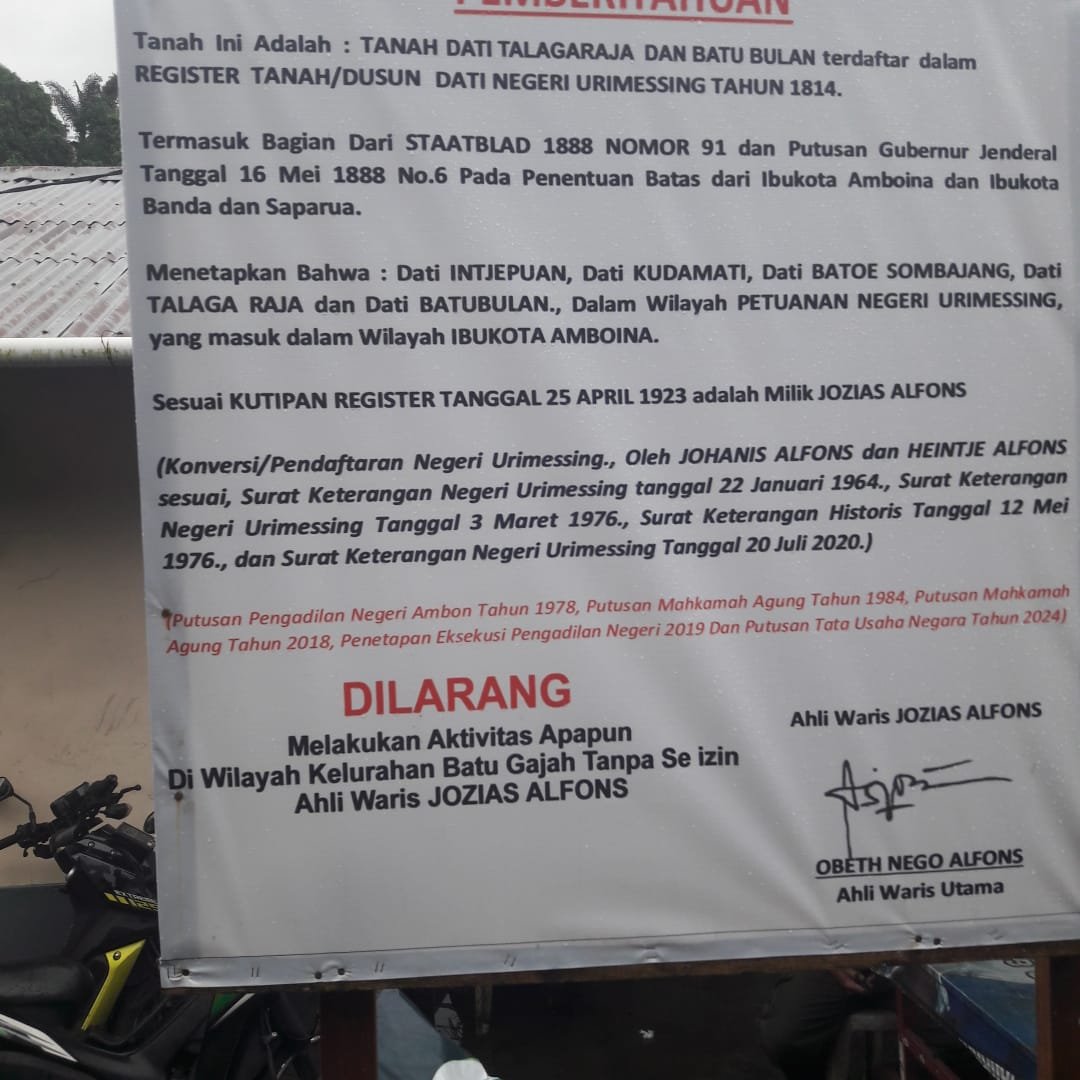 PEMBERITAHUAN
Tanah Ini Adalah : TANAH DATI TALAGARAJA DAN BATU BULAN terdaftar dalam
REGISTER TANAH/DUSUN DATI NEGERI URIMESSING TAHUN 1814.
Termasuk Bagian Dari STAATBLAD 1888 NOMOR 91 dan Putusan Gubernur Jenderal
Tanggal 16 Mei 1888 No.6 Pada Penentuan Batas dari Ibukota Amboina dan Ibukota
Banda dan Saparua.
Menetapkan Bahwa : Dati INTJEPUAN, Dati KUDAMATI, Dati BATOE SOMBAJANG, Dati
TALAGA RAJA dan Dati BATUBULAN., Dalam Wilayah PETUANAN NEGERI URIMESSING,
yang masuk dalam Wilayah IBUKOTA AMBOINA.
Sesuai KUTIPAN REGISTER TANGGAL 25 APRIL 1923 adalah Milik JOZIAS ALFONS
(Konversi/Pendaftaran Negeri Urimessing., Oleh JOHANIS ALFONS dan HEINTJE ALFONS
sesuai, Surat Keterangan Negeri Urimessing tanggal 22 Januari 1964., Surat Keterangan
Negeri Urimessing Tanggal 3 Maret 1976., Surat Keterangan Historis Tanggal 12 Mei
1976., dan Surat Keterangan Negeri Urimessing Tanggal 20 Juli 2020.)
(Putusan Pengadilan Negeri Ambon Tahun 1978, Putusan Mahkamah Agung Tahun 1984, Putusan Mahkamah
Agung Tahun 2018, Penetapan Eksekusi Pengadilan Negeri 2019 Dan Putusan Tata Usaha Negara Tahun 2024)
DILARANG
Melakukan Aktivitas Apapun
Di Wilayah Kelurahan Batu Gajah Tanpa Se izin
Ahli Waris JOZIAS ALFONS
Ahli Waris JOZIAS ALFONS
OBETH NEGO ALFONS
Ahli Waris Utama